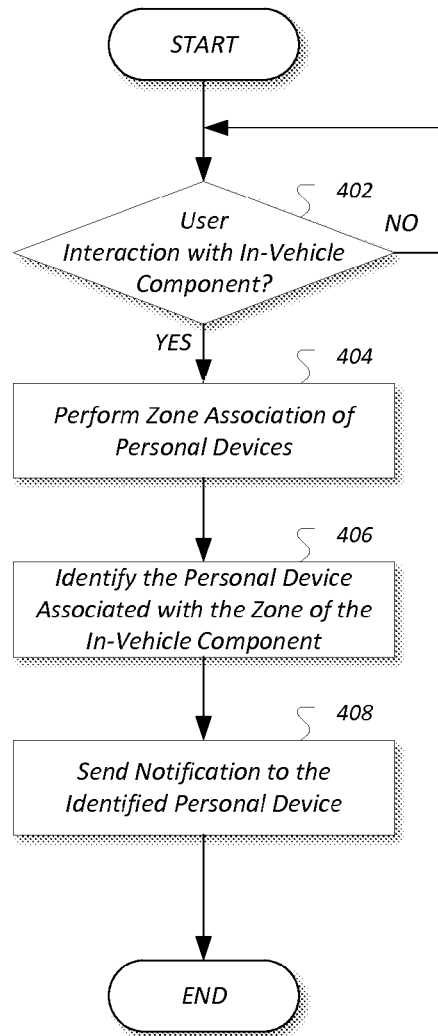 START
402
User
Interaction with In-Vehicle
Component?
NO
YES
404
Perform Zone Association of
Personal Devices
406
Identify the Personal Device
Associated with the Zone of the
In-Vehicle Component
408
Send Notification to the
Identified Personal Device
END